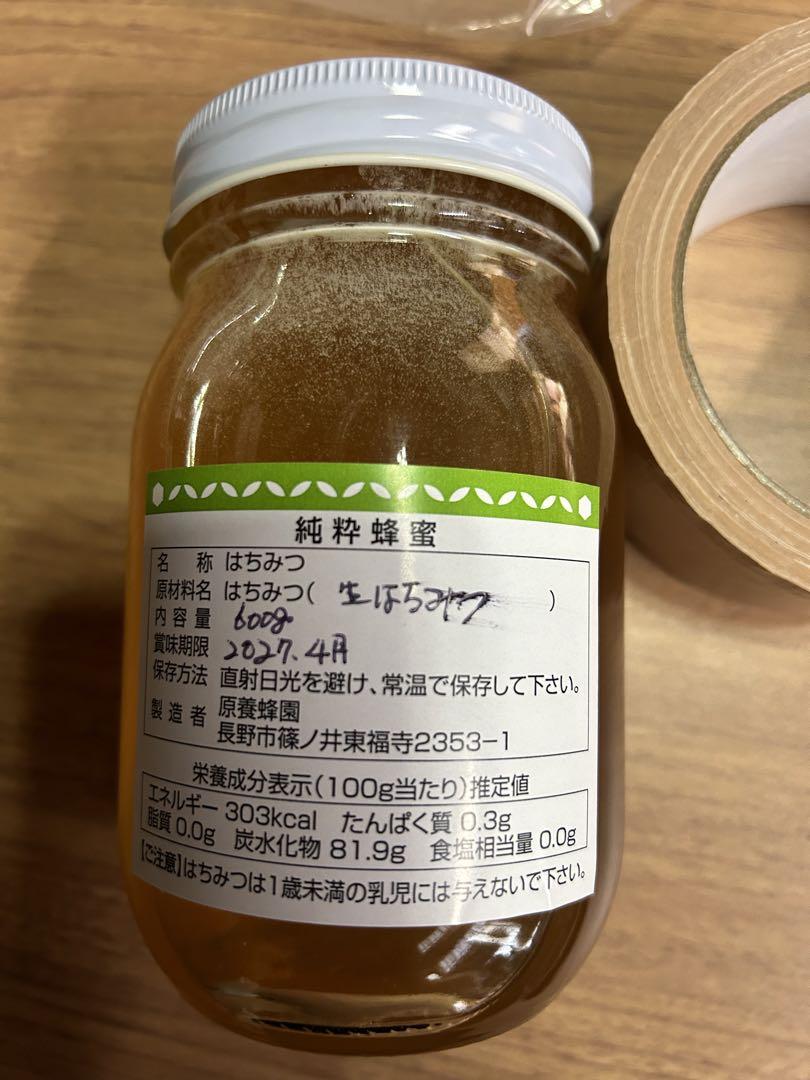 純粋蜂蜜
名称 はちみつ
原材料名 はちみつ( 生はちみつ )
内容量 600g
賞味期限 2027.4月
保存方法 直射日光を避け、常温で保存して下さい。
製造者 原養蜂園
長野市篠ノ井東福寺2353-1
栄養成分表示(100g当たり)推定値
エネルギー 303kcal たんぱく質 0.3g
脂質 0.0g 炭水化物 81.9g 食塩相当量 0.0g
【ご注意】はちみつは1歳未満の乳児には与えないで下さい。